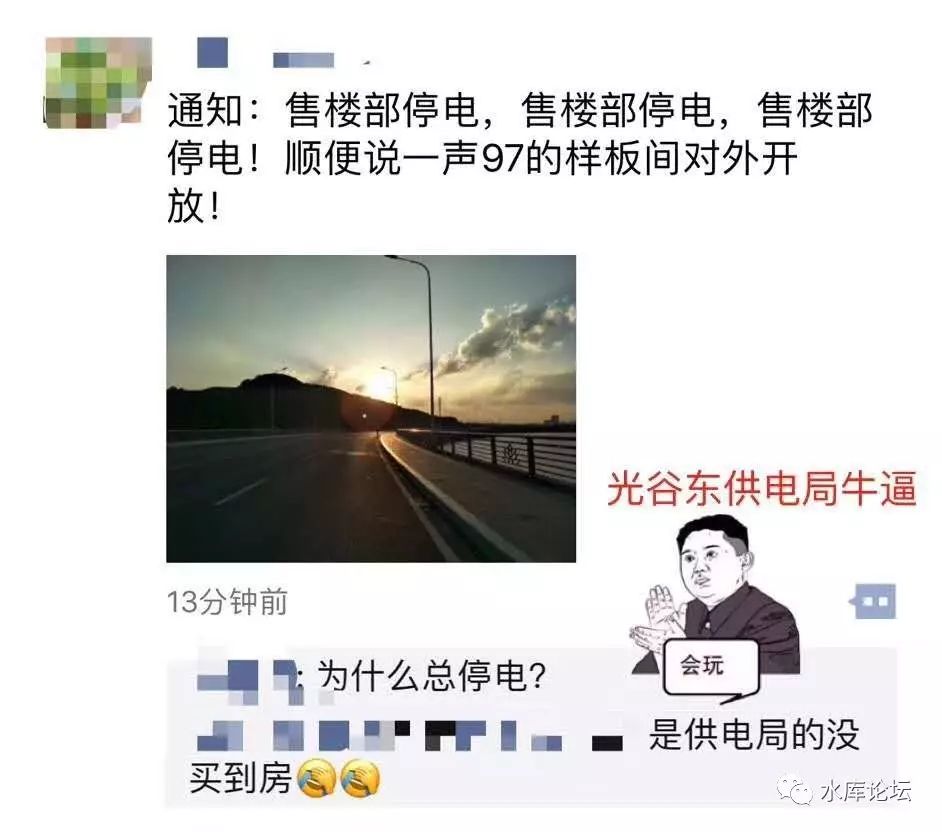 通知：售楼部停电，售楼部停电，售楼部
停电！顺便说一声97的样板间对外开
放！
光谷东供电局牛逼
13分钟前
会玩
：为什么总停电？
是供电局的没
买到房
水库论坛